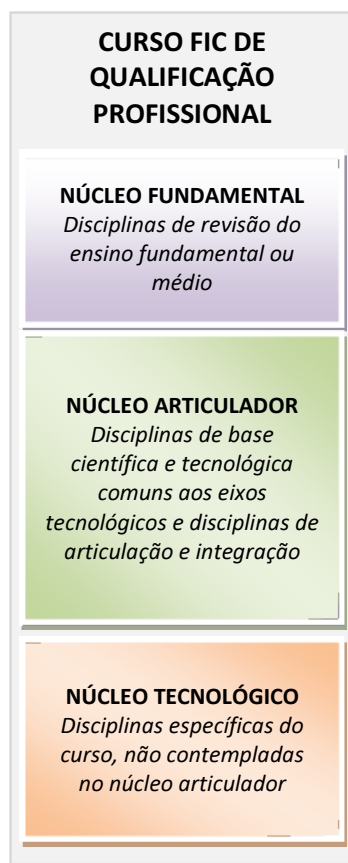 CURSO FIC DE
QUALIFICAÇÃO
PROFISSIONAL
NÚCLEO FUNDAMENTAL
Disciplinas de revisão do
ensino fundamental ou
médio
NÚCLEO ARTICULADOR
Disciplinas de base
científica e tecnológica
comuns aos eixos
tecnológicos e disciplinas de
articulação e integração
NÚCLEO TECNOLÓGICO
Disciplinas específicas do
curso, não contempladas
no núcleo articulador